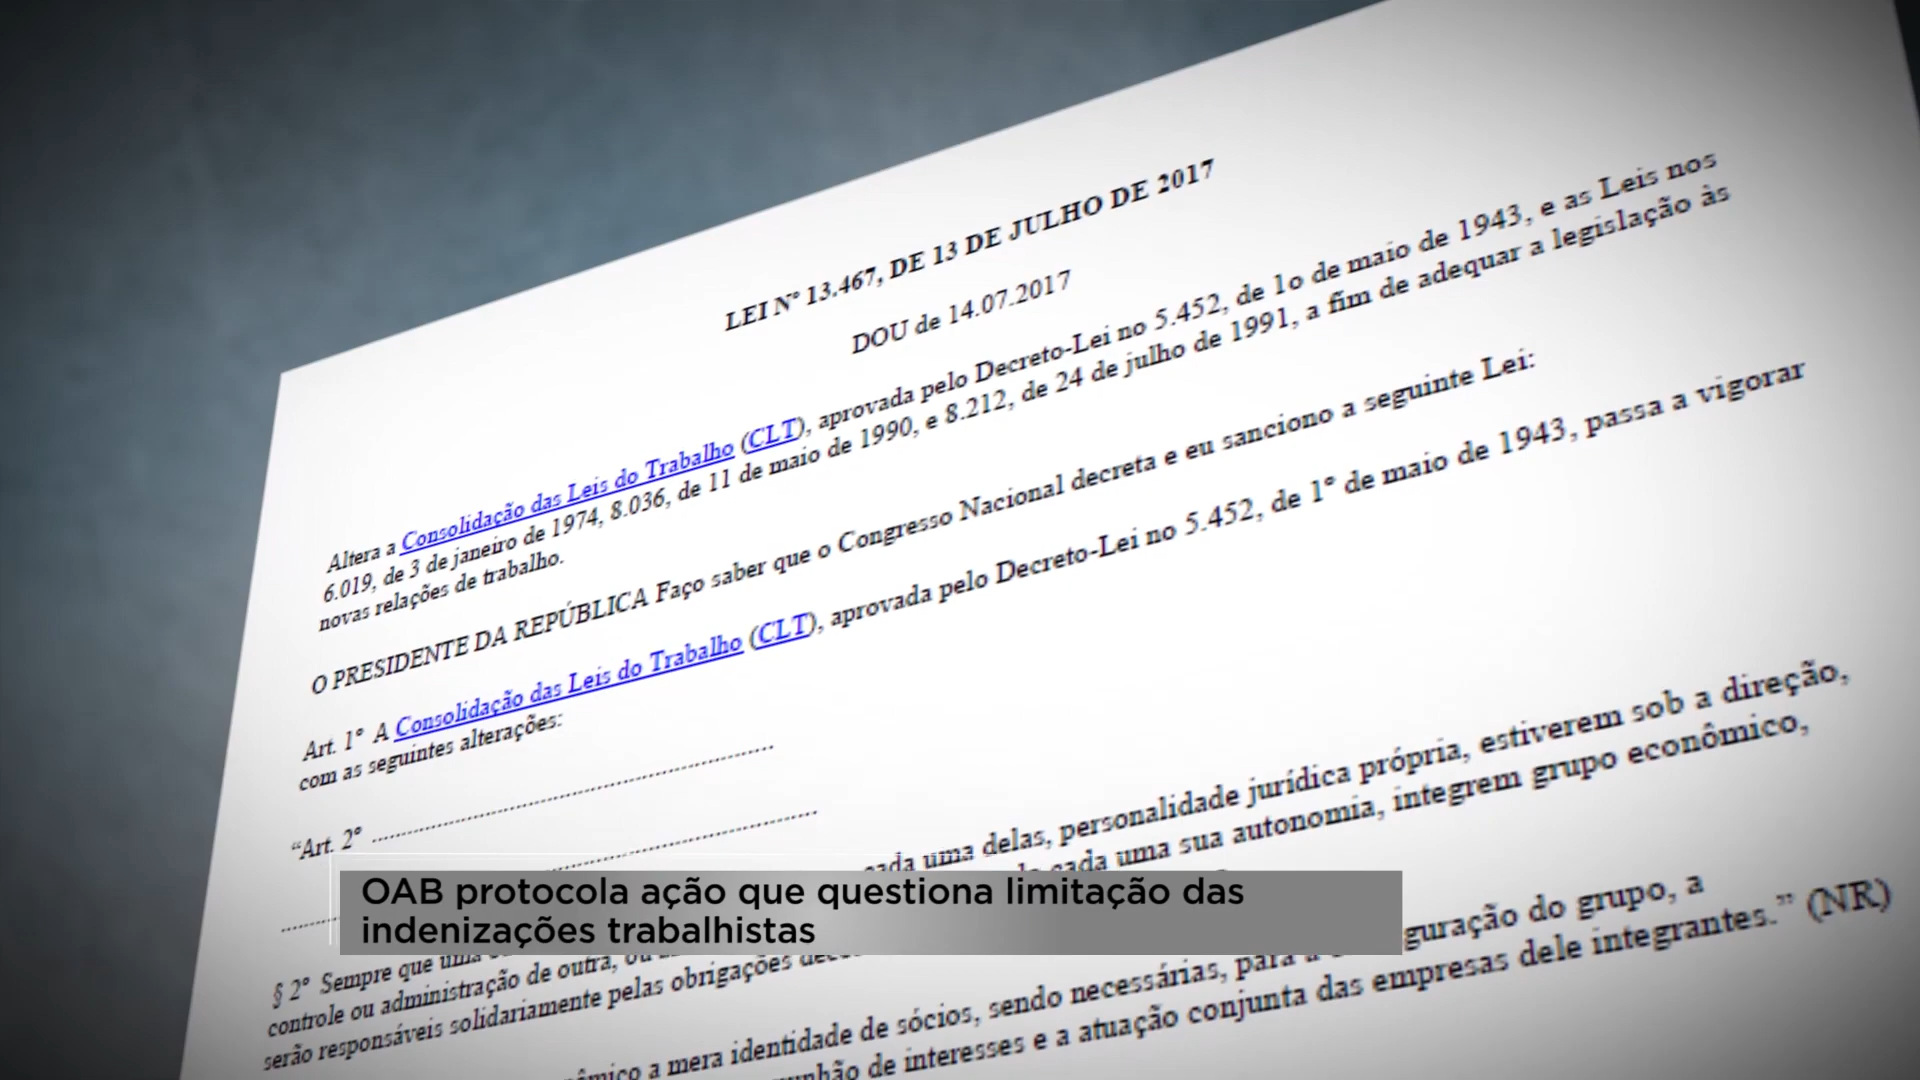 LEI Nº 13.467, DE 13 DE JULHO DE 2017
DOU de 14.07.2017
Altera a Consolidação das Leis do Trabalho (CLT), aprovada pelo Decreto-Lei no 5.452, de 1o de maio de 1943, e as Leis nos
6.019, de 3 de janeiro de 1974, 8.036, de 11 de maio de 1990, e 8.212, de 24 de julho de 1991, a fim de adequar a legislação às
novas relações de trabalho.
O PRESIDENTE DA REPÚBLICA Faço saber que o Congresso Nacional decreta e eu sanciono a seguinte Lei:
Art. 1º A Consolidação das Leis do Trabalho (CLT), aprovada pelo Decreto-Lei no 5.452, de 1º de maio de 1943, passa a vigorar
com as seguintes alterações:
“Art. 2º ..........................................................
§ 2º Sempre que uma cada uma delas, personalidade jurídica própria, estiverem sob a direção,
controle ou administração de outra, ou cada uma sua autonomia, integrem grupo econômico,
serão responsáveis solidariamente pelas obrigações
a mera identidade de sócios, sendo necessárias, para a do grupo, a
de interesses e a atuação conjunta das empresas dele integrantes.” (NR)
OAB protocola ação que questiona limitação das
indenizações trabalhistas